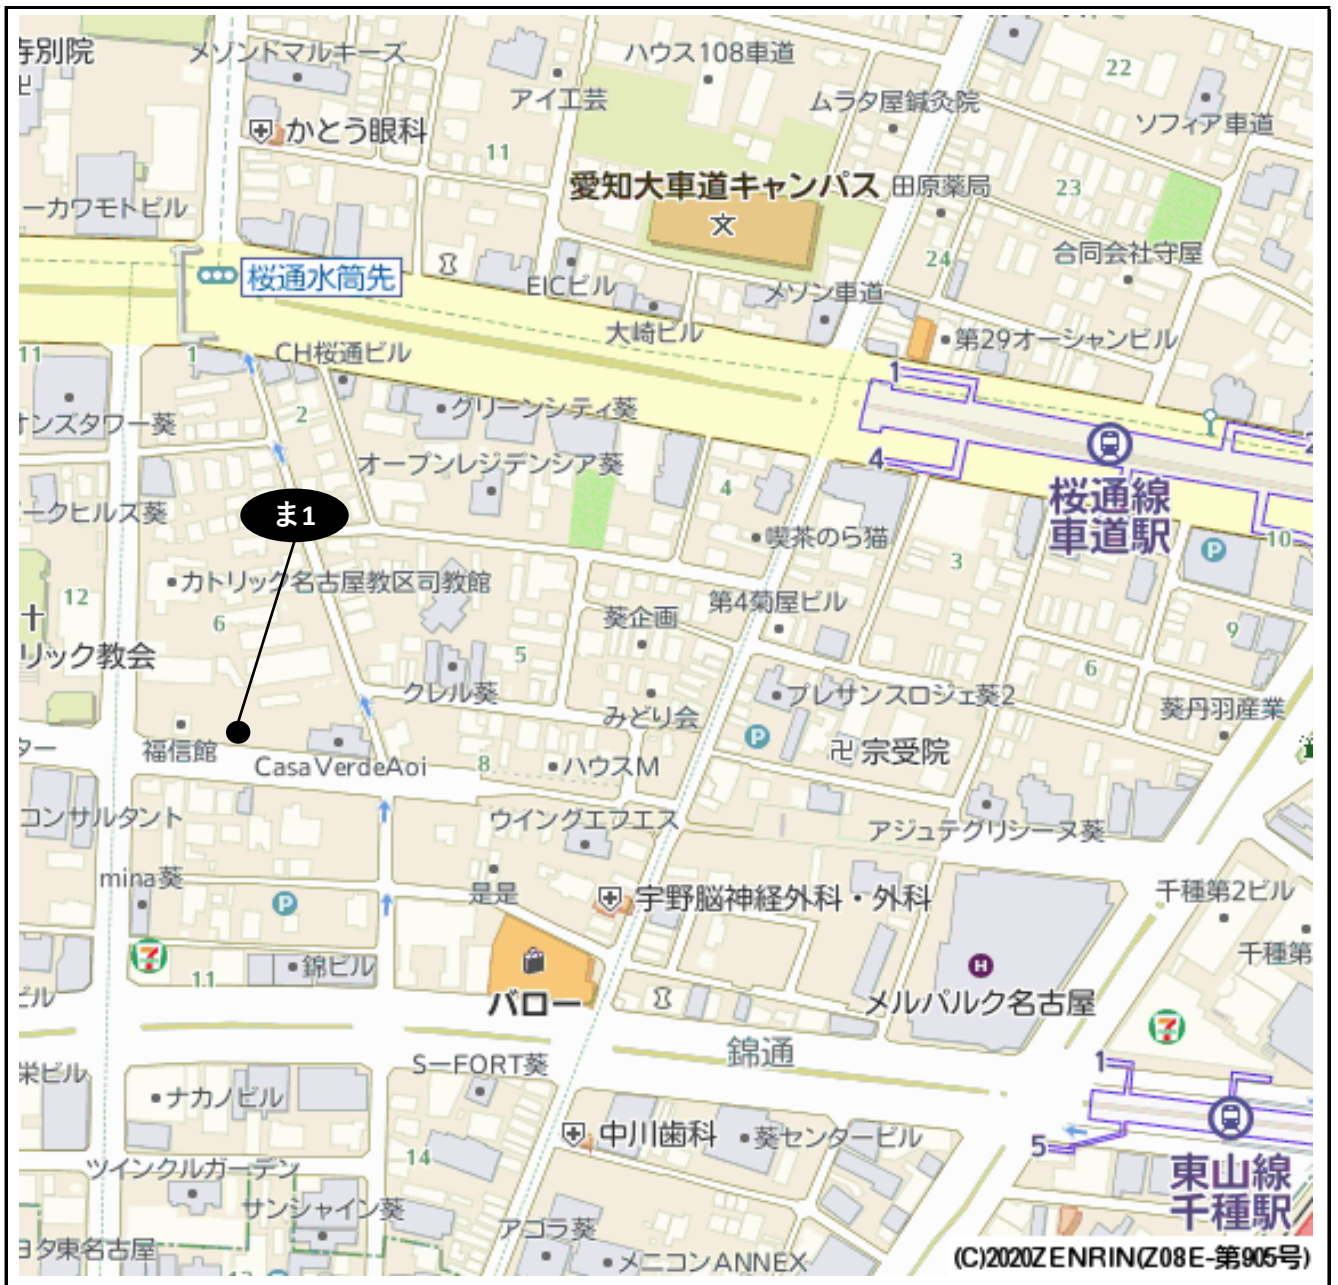 寺別院
メゾンドマルキーズ
ハウス108車道
22
アイ工芸
ムラタ屋鍼灸院
ソフィア車道
かとう眼科
11
愛知大車道キャンパス
文
田原薬局
23
ーカワモトビル
合同会社守屋
24
桜通水筒先
EICビル
メゾン車道
大崎ビル
第29オーシャンビル
11
1
CH桜通ビル
1
2
グリーンシティ葵
オンズタワー葵
オープンレジデンシア葵
4
2
4
桜通線
車道駅
ークヒルズ葵
ま1
喫茶のら猫
3
P
10
カトリック名古屋教区司教館
12
6
葵企画
第4菊屋ビル
9
リック教会
5
6
クレル葵
プレサンスロジェ葵2
みどり会
葵丹羽産業
ター
福信館
P
卍宗受院
CasaVerdeAoi
8
ハウスM
コンサルタント
ウイングエフエス
アジュテグリシーヌ葵
mina葵
是是
宇野脳神経外科・外科
千種第2ビル
P
千種第
7
錦ビル
11
H
ビル
バロー
メルパルク名古屋
7
錦通
栄ビル
S-FORT葵
1
ナカノビル
中川歯科
葵センタービル
5
ツインクルガーデン
14
東山線
千種駅
サンシャイン葵
アゴラ葵
ヨタ東名古屋
メニコンANNEX
(C)2020ZENRIN(Z08E-第905号)